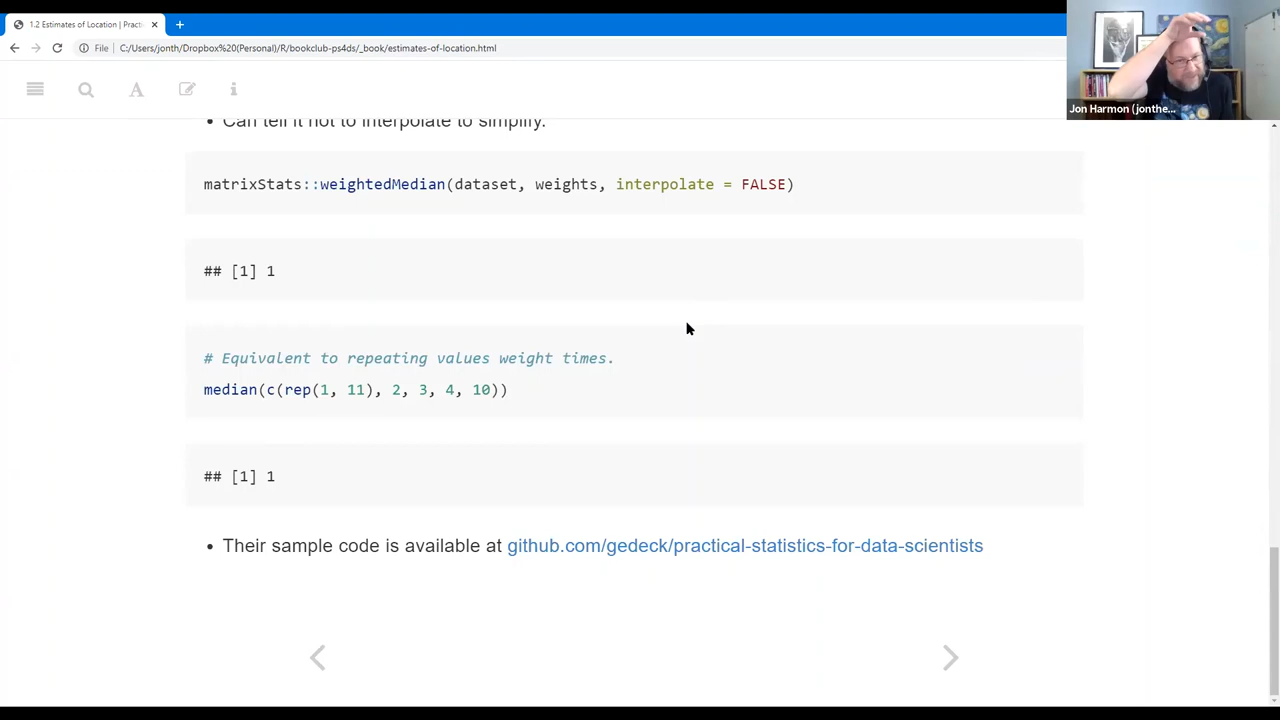 1.2 Estimates of Location | Practi
File C:/Users/jonth/Dropbox%20(Personal)/R/bookclub-ps4ds/_book/estimates-of-location.html
Jon Harmon (jonthe...
• Can tell it not to interpolate to simplify.
matrixStats::weightedMedian(dataset, weights, interpolate = FALSE)
## [1] 1
# Equivalent to repeating values weight times.
median(c(rep(1, 11), 2, 3, 4, 10))
## [1] 1
• Their sample code is available at github.com/gedeck/practical-statistics-for-data-scientists